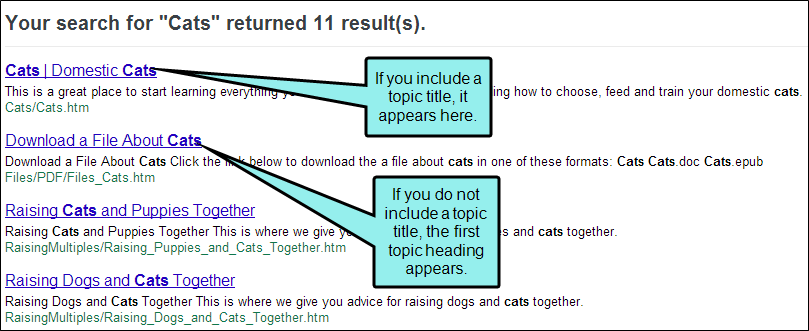 Your search for "Cats" returned 11 result(s).
Cats | Domestic Cats
This is a great place to start learning everything you ing how to choose, feed and train your domestic cats.
Cats/Cats.htm
If you include a
topic title, it
appears here.
Download a File About Cats
Download a File About Cats Click the link below to download the a file about cats in one of these formats: Cats Cats.doc Cats.epub
Files/PDF/Files_Cats.htm
If you do not
include a topic
title, the first
topic heading
appears.
Raising Cats and Puppies Together
Raising Cats and Puppies Together This is where we give you es and cats together.
RaisingMultiples/Raising_Puppies_and_Cats_Together.htm
Raising Dogs and Cats Together
Raising Dogs and Cats Together This is where we give you advice for raising dogs and cats together.
RaisingMultiples/Raising_Dogs_and_Cats_Together.htm